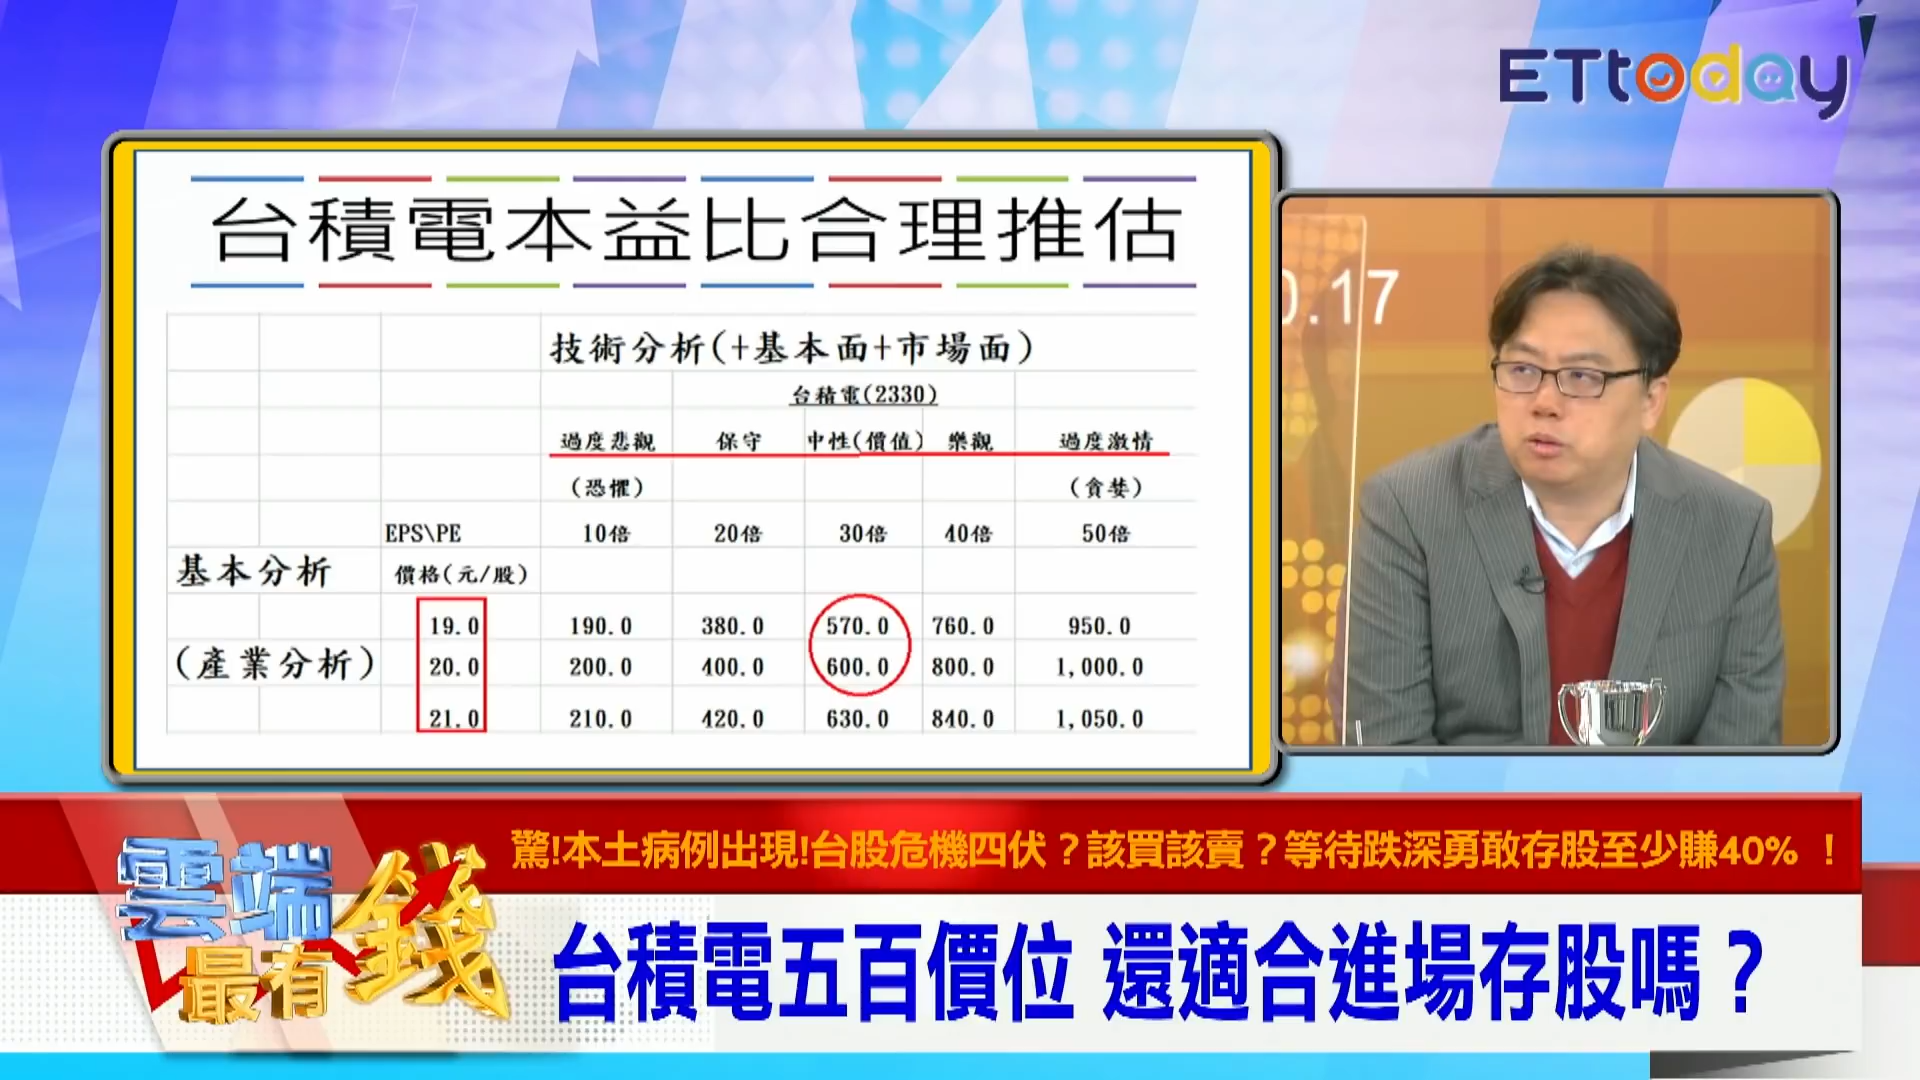 ETtoday
台積電本益比合理推估
技術分析(+基本面+市場面)
台積電(2330)
過度悲觀 保守 中性(價值) 樂觀 過度激情
(恐懼) (貪婪)
EPS\PE 10倍 20倍 30倍 40倍 50倍
基本分析 價格(元/股)
19.0 190.0 380.0 570.0 760.0 950.0
(產業分析) 20.0 200.0 400.0 600.0 800.0 1,000.0
21.0 210.0 420.0 630.0 840.0 1,050.0
0.17
驚!本土病例出現!台股危機四伏？該買該賣？等待跌深勇敢存股至少賺40% ！
雲端最有錢
台積電五百價位 還適合進場存股嗎？